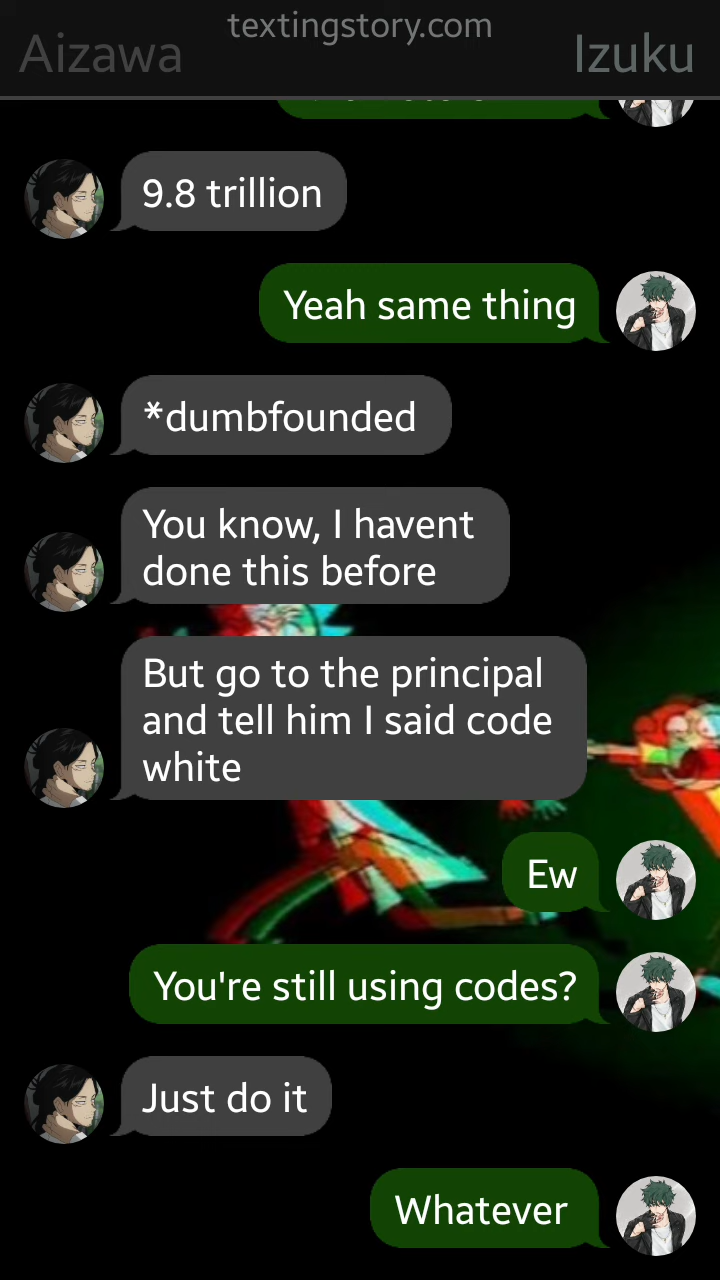 textingstory.com
Aizawa
Izuku
9.8 trillion
Yeah same thing
*dumbfounded
You know, I havent
done this before
But go to the principal
and tell him I said code
white
Ew
You're still using codes?
Just do it
Whatever